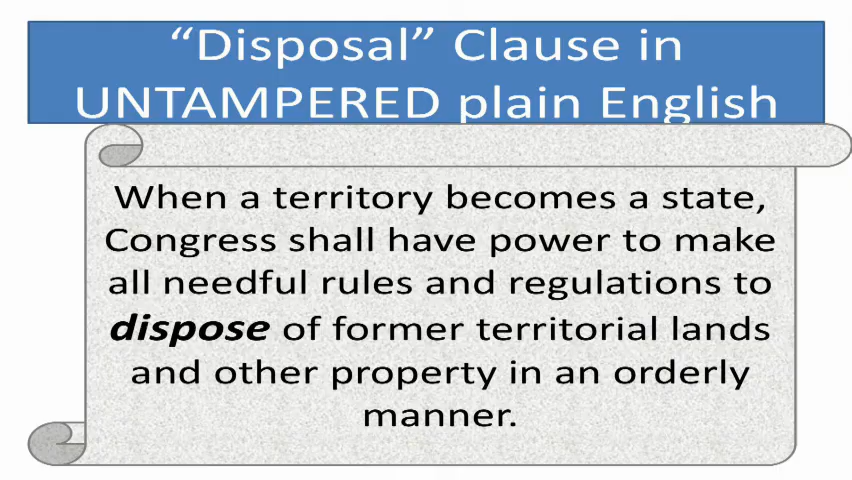 “Disposal” Clause in
UNTAMPERED plain English
When a territory becomes a state,
Congress shall have power to make
all needful rules and regulations to
dispose of former territorial lands
and other property in an orderly
manner.